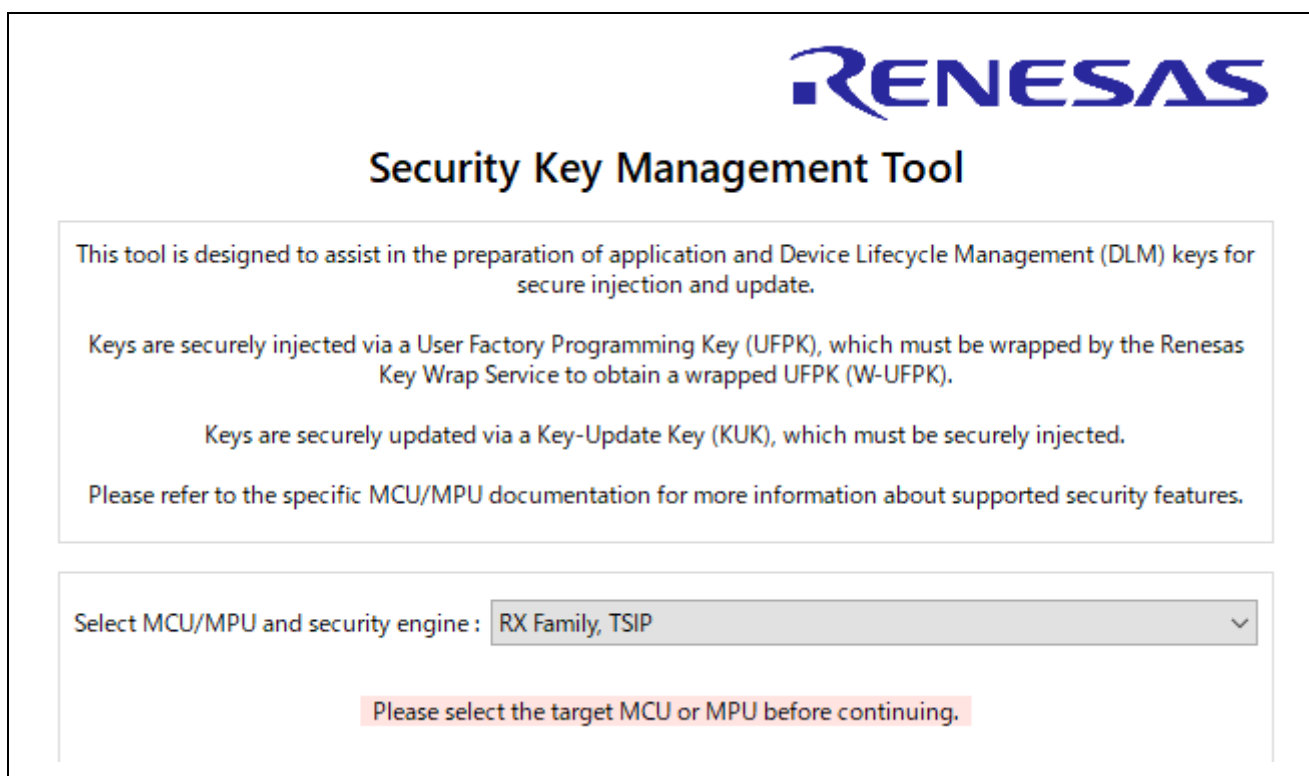 RENESAS
Security Key Management Tool
This tool is designed to assist in the preparation of application and Device Lifecycle Management (DLM) keys for
secure injection and update.
Keys are securely injected via a User Factory Programming Key (UFPK), which must be wrapped by the Renesas
Key Wrap Service to obtain a wrapped UFPK (W-UFPK).
Keys are securely updated via a Key-Update Key (KUK), which must be securely injected.
Please refer to the specific MCU/MPU documentation for more information about supported security features.
Select MCU/MPU and security engine : RX Family, TSIP
Please select the target MCU or MPU before continuing.